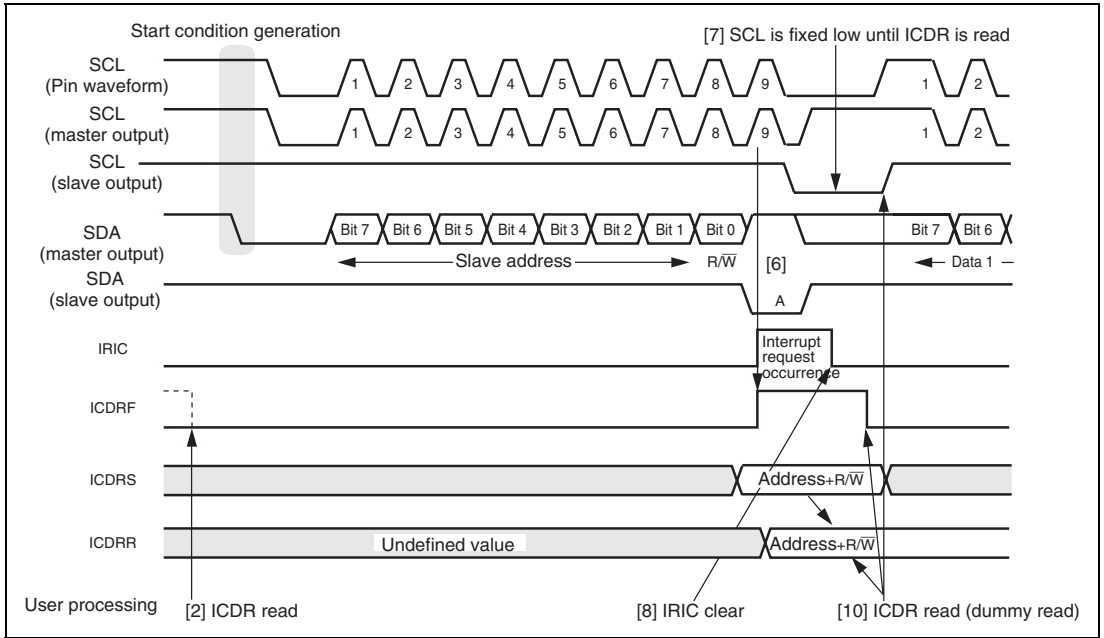 Start condition generation
[7] SCL is fixed low until ICDR is read
SCL
(Pin waveform)
1 2 3 4 5 6 7 8 9 1 2
SCL
(master output)
1 2 3 4 5 6 7 8 9 1 2
SCL
(slave output)
SDA
(master output)
Bit 7 Bit 6 Bit 5 Bit 4 Bit 3 Bit 2 Bit 1 Bit 0 Bit 7 Bit 6
Slave address R/W̅ [6] Data 1
SDA
(slave output)
A
IRIC
Interrupt
request
occurrence
ICDRF
ICDRS
Address+R/W̅
ICDRR
Undefined value
Address+R/W̅
User processing
[2] ICDR read
[8] IRIC clear
[10] ICDR read (dummy read)